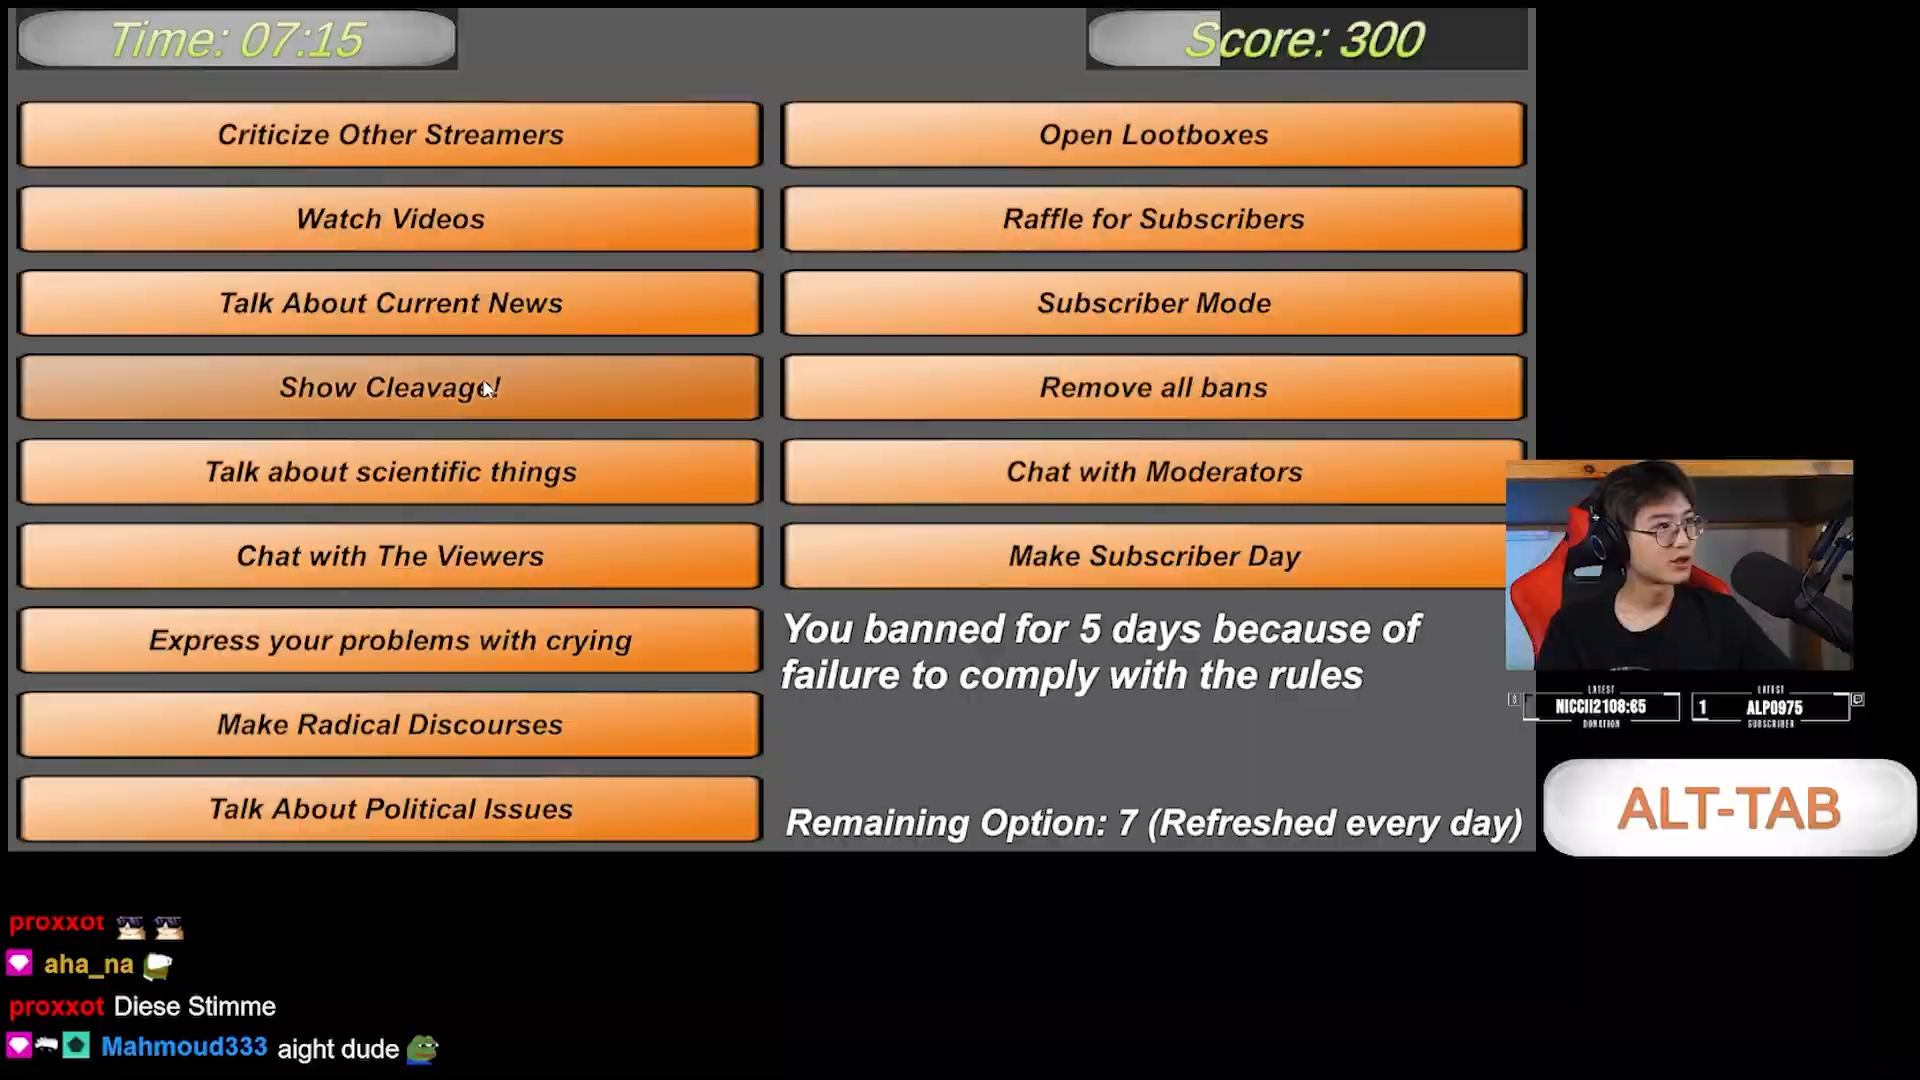 Time: 07:15
Score: 300
Criticize Other Streamers
Open Lootboxes
Watch Videos
Raffle for Subscribers
Talk About Current News
Subscriber Mode
Show Cleavage!
Remove all bans
Talk about scientific things
Chat with Moderators
Chat with The Viewers
Make Subscriber Day
Express your problems with crying
You banned for 5 days because of
failure to comply with the rules
Make Radical Discourses
Talk About Political Issues
Remaining Option: 7 (Refreshed every day)
LATEST
NICCII2108:65
DONATION
LATEST
1 ALP0975
SUBSCRIBER
ALT-TAB
proxxot
aha_na
proxxot Diese Stimme
Mahmoud333 aight dude